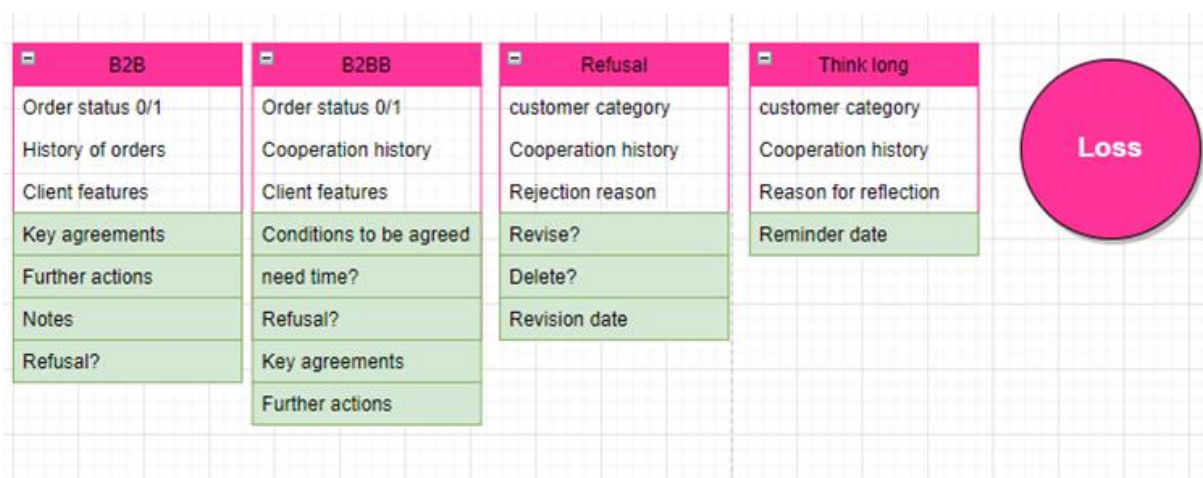 B2B
Order status 0/1
History of orders
Client features
Key agreements
Further actions
Notes
Refusal?
B2BB
Order status 0/1
Cooperation history
Client features
Conditions to be agreed
need time?
Refusal?
Key agreements
Further actions
Refusal
customer category
Cooperation history
Rejection reason
Revise?
Delete?
Revision date
Think long
customer category
Cooperation history
Reason for reflection
Reminder date
Loss